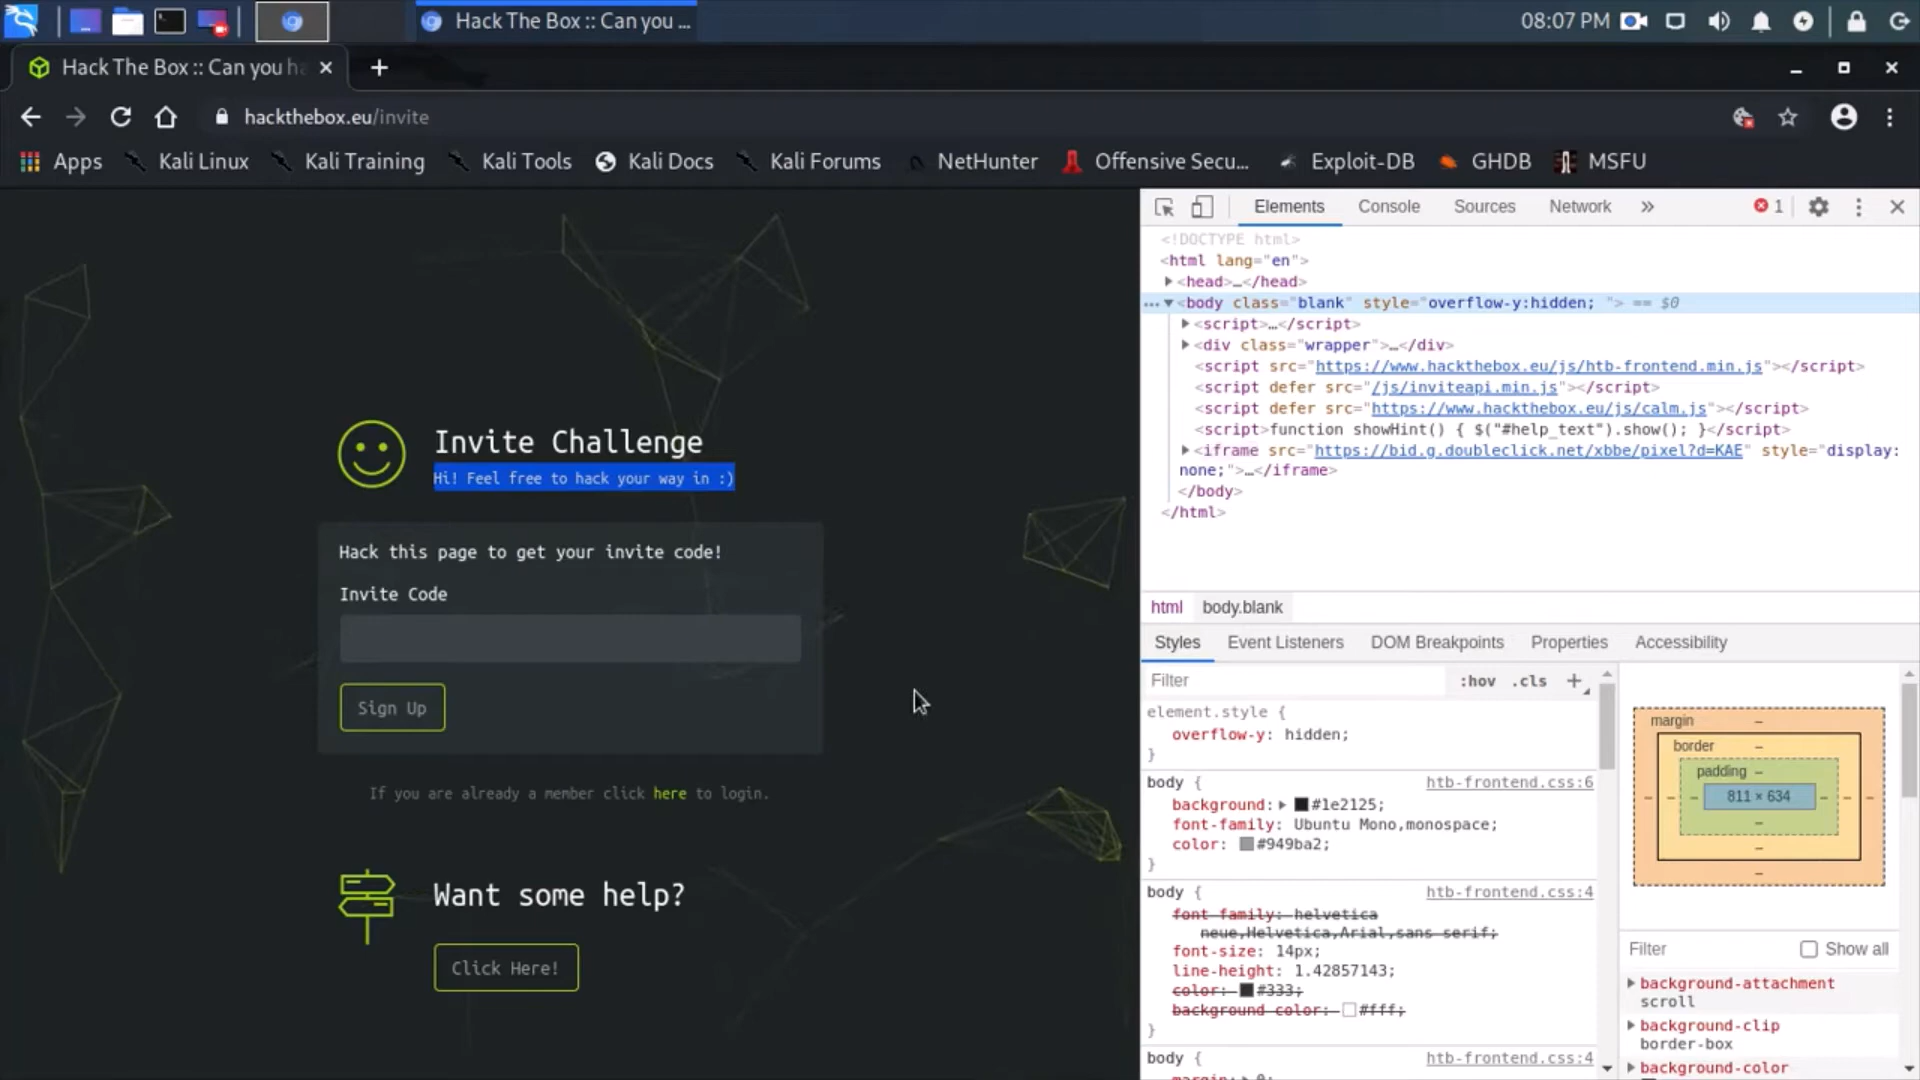 Hack The Box :: Can you ...
08:07 PM
Hack The Box :: Can you ha
hackthebox.eu/invite
Apps Kali Linux Kali Training Kali Tools Kali Docs Kali Forums NetHunter Offensive Secu... Exploit-DB GHDB MSFU
Invite Challenge
Hi! Feel free to hack your way in :)
Hack this page to get your invite code!
Invite Code
Sign Up
If you are already a member click here to login.
Want some help?
Click Here!
Elements Console Sources Network » 1
<!DOCTYPE html>
<html lang="en">
<head>…</head>
…<body class="blank" style="overflow-y:hidden; "> == $0
<script>…</script>
<div class="wrapper">…</div>
<script src="https://www.hackthebox.eu/js/htb-frontend.min.js"></script>
<script defer src="/js/inviteapi.min.js"></script>
<script defer src="https://www.hackthebox.eu/js/calm.js"></script>
<script>function showHint() { $("#help_text").show(); }</script>
<iframe src="https://bid.g.doubleclick.net/xbbe/pixel?d=KAE" style="display:
none;">…</iframe>
</body>
</html>
html body.blank
Styles Event Listeners DOM Breakpoints Properties Accessibility
Filter :hov .cls +
element.style {
overflow-y: hidden;
}
body { htb-frontend.css:6
background: #1e2125;
font-family: Ubuntu Mono,monospace;
color: #949ba2;
}
body { htb-frontend.css:4
font-family: helvetica
neue,Helvetica,Arial,sans-serif;
font-size: 14px;
line-height: 1.42857143;
color: #333;
background-color: #fff;
}
body { htb-frontend.css:4
margin: 0;
margin –
border –
padding –
– – – 811 × 634 – – –
–
–
–
Filter Show all
background-attachment
scroll
background-clip
border-box
background-color